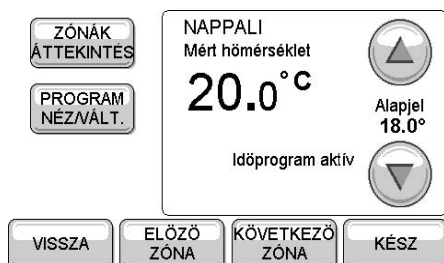 ZÓNÁK
ÁTTEKINTÉS
PROGRAM
NÉZ/VÁLT.
NAPPALI
Mért hömérséklet
20.0°C
Alapjel
18.0°
Idöprogram aktív
VISSZA
ELÖZÖ
ZÓNA
KÖVETKEZÖ
ZÓNA
KÉSZ